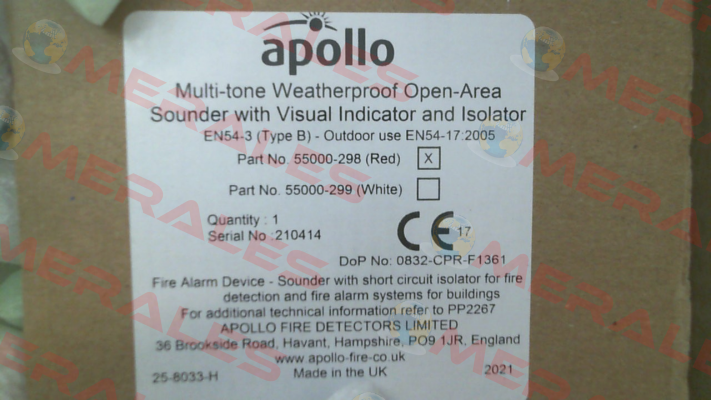 apollo
Multi-tone Weatherproof Open-Area
Sounder with Visual Indicator and Isolator
EN54-3 (Type B) - Outdoor use EN54-17:2005
Part No. 55000-298 (Red) X
Part No. 55000-299 (White)
Quantity : 1
Serial No : 210414
CE 17
DoP No: 0832-CPR-F1361
Fire Alarm Device - Sounder with short circuit isolator for fire
detection and fire alarm systems for buildings
For additional technical information refer to PP2267
APOLLO FIRE DETECTORS LIMITED
36 Brookside Road, Havant, Hampshire, PO9 1JR, England
www.apollo-fire-co.uk
25-8033-H Made in the UK 2021
MERALES
MERALES
MERALES
MERALES